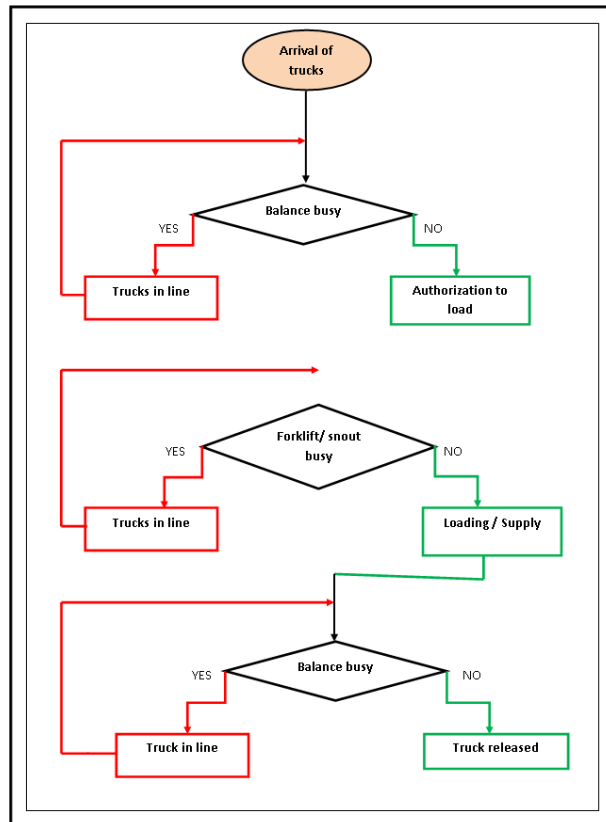 Arrival of
trucks
Balance busy
YES
NO
Trucks in line
Authorization to
load
Forklift/ snout
busy
YES
NO
Trucks in line
Loading / Supply
Balance busy
YES
NO
Truck in line
Truck released